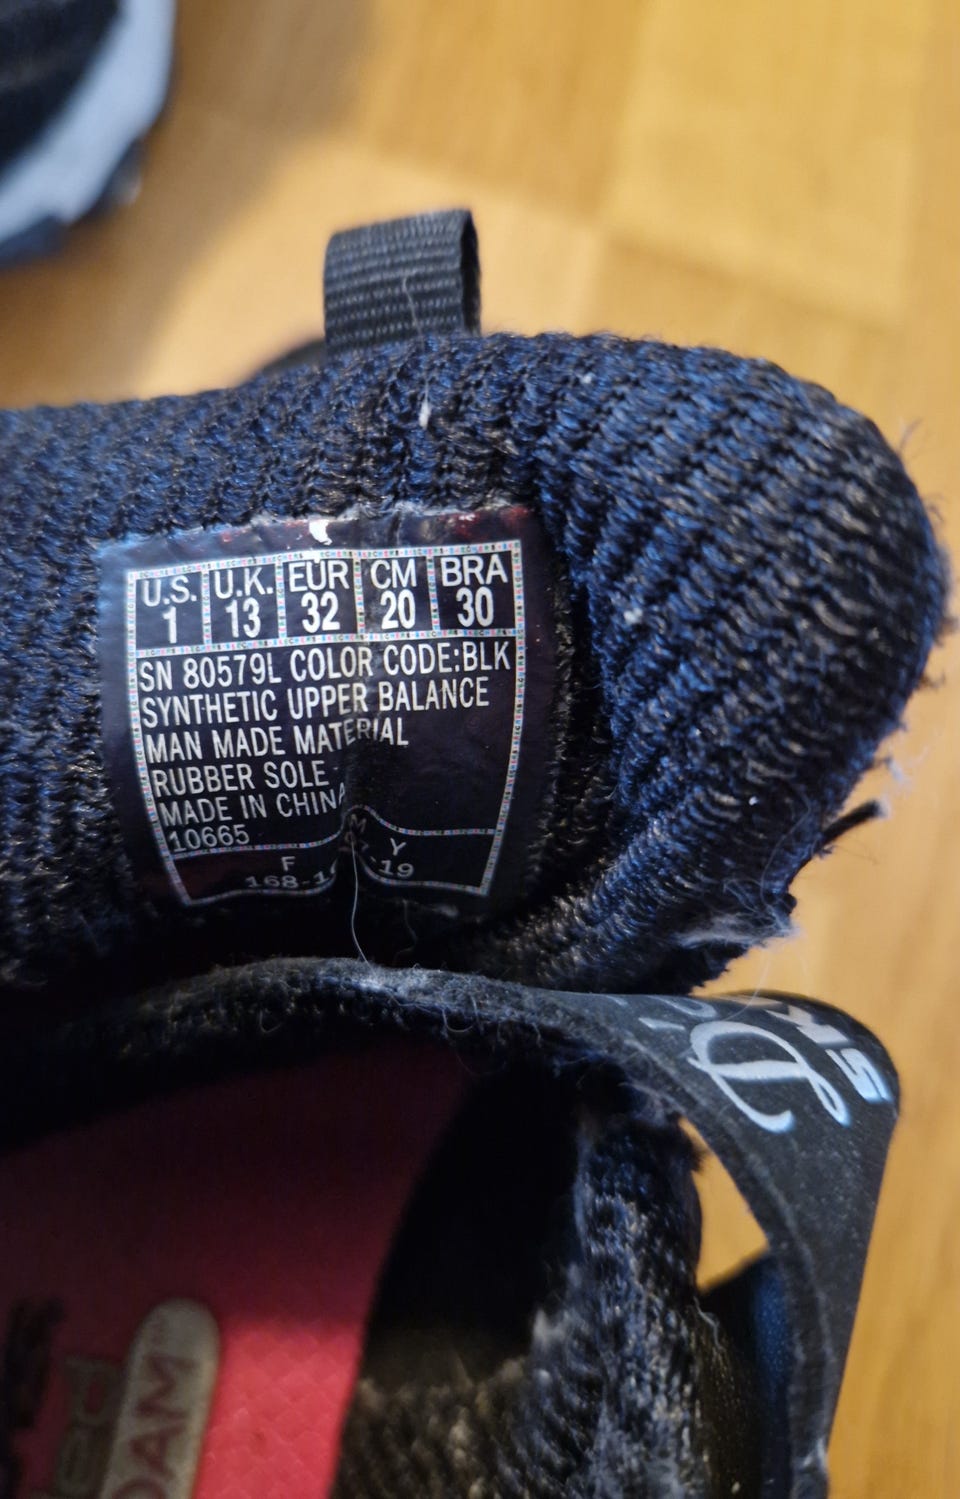 U.S. U.K. EUR CM BRA
1 13 32 20 30
SN 80579L COLOR CODE:BLK
SYNTHETIC UPPER BALANCE
MAN MADE MATERIAL
RUBBER SOLE
MADE IN CHINA
10665
F M Y